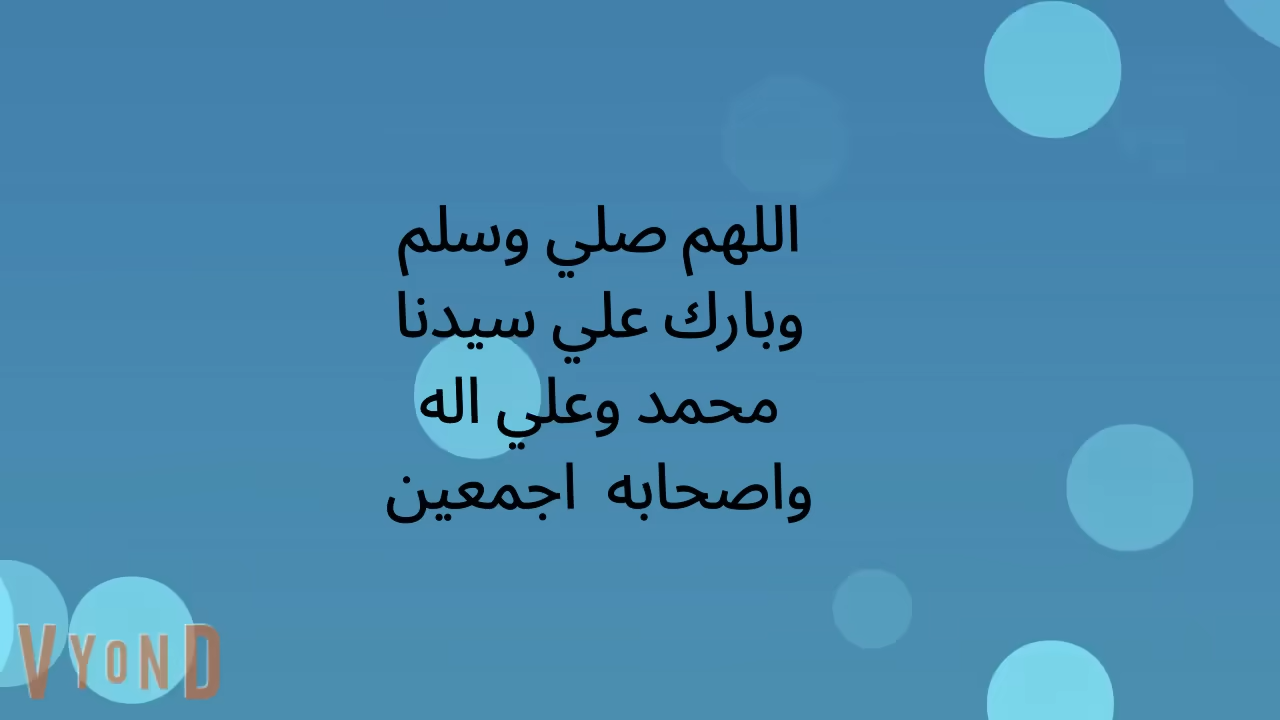 اللهم صلي وسلم
وبارك علي سيدنا
محمد وعلي اله
واصحابه  اجمعين
VYOND